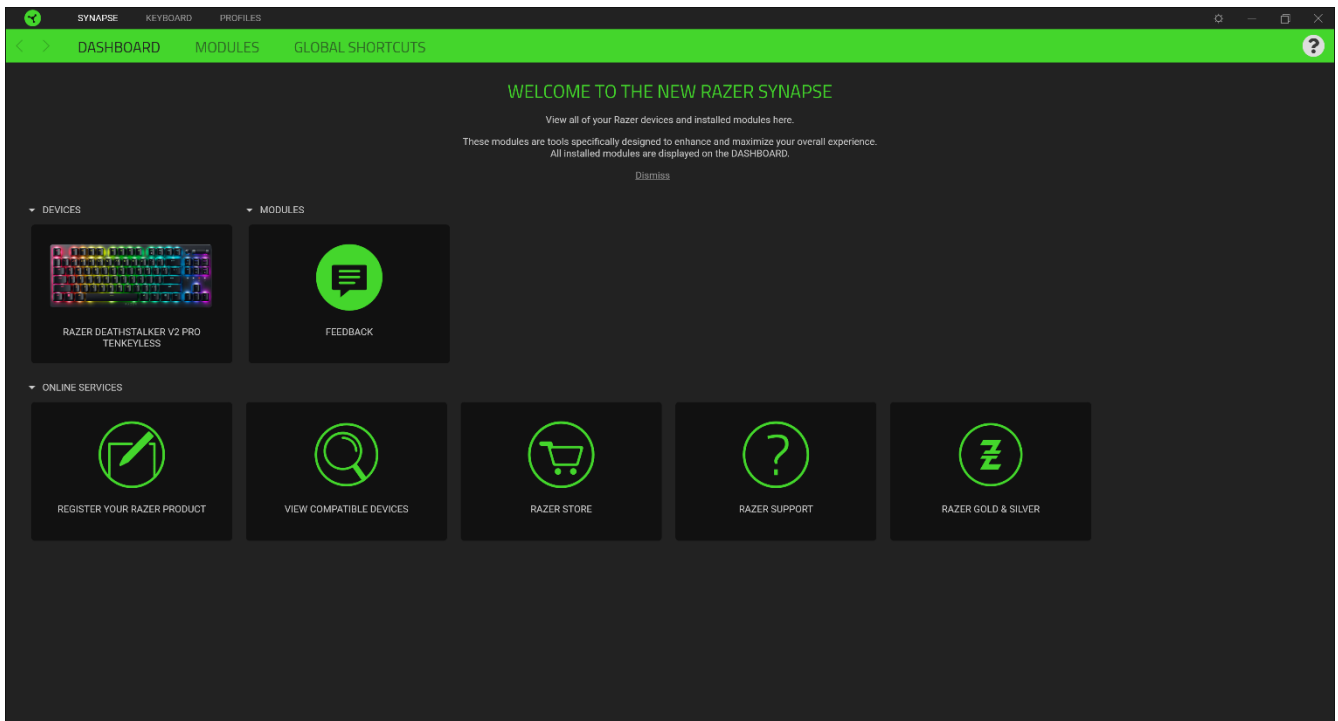 SYNAPSE KEYBOARD PROFILES
DASHBOARD MODULES GLOBAL SHORTCUTS ?
WELCOME TO THE NEW RAZER SYNAPSE
View all of your Razer devices and installed modules here.
These modules are tools specifically designed to enhance and maximize your overall experience.
All installed modules are displayed on the DASHBOARD.
Dismiss
DEVICES MODULES
RAZER DEATHSTALKER V2 PRO
TENKEYLESS
FEEDBACK
ONLINE SERVICES
REGISTER YOUR RAZER PRODUCT
VIEW COMPATIBLE DEVICES
RAZER STORE
RAZER SUPPORT
RAZER GOLD & SILVER